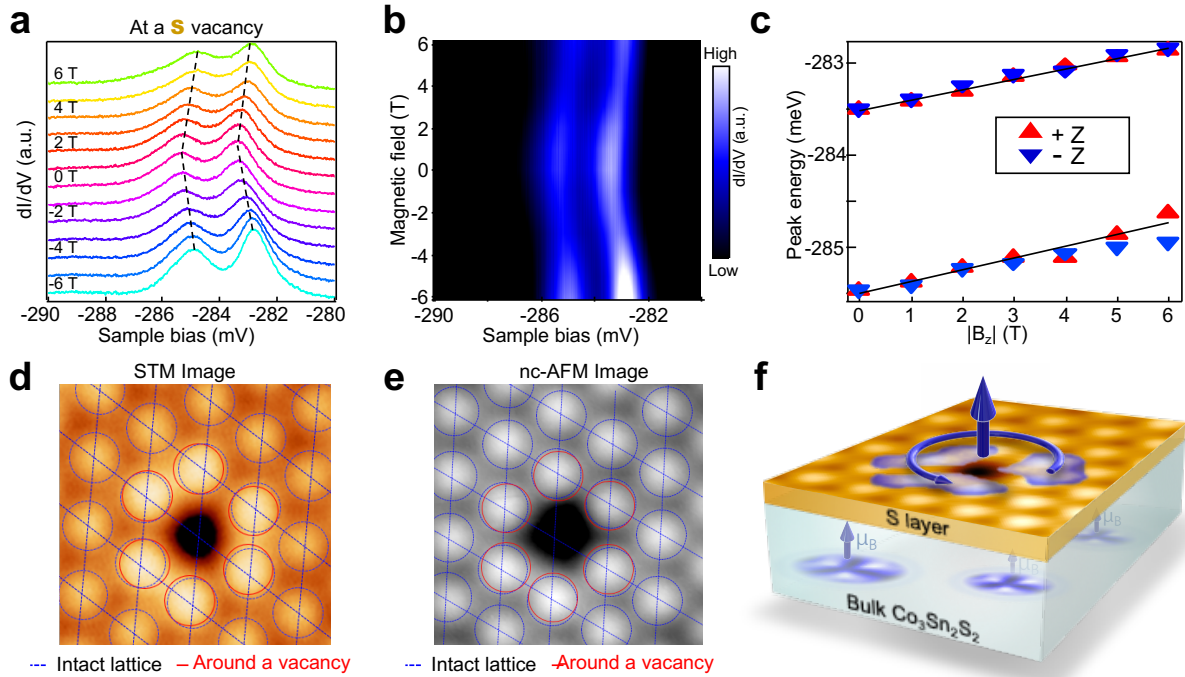 a
At a S vacancy
6 T
4 T
2 T
0 T
-2 T
-4 T
-6 T
dI/dV (a.u.)
-290 -288 -286 -284 -282 -280
Sample bias (mV)
b
6
4
2
0
-2
-4
6
Magnetic field (T)
-290 -286 -282
Sample bias (mV)
High
dI/dV (a.u.)
Low
c
-283
-284
-285
Peak energy (meV)
+ Z
- Z
0 1 2 3 4 5 6
|Bz| (T)
d
STM Image
Intact lattice Around a vacancy
e
nc-AFM Image
Intact lattice Around a vacancy
f
S layer
μB
μB
μB
Bulk Co3Sn2S2